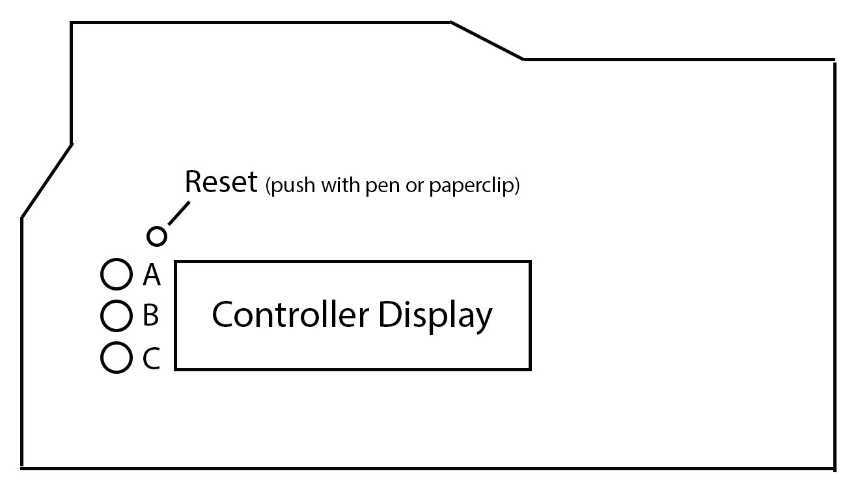 Reset (push with pen or paperclip)
A
B
C
Controller Display